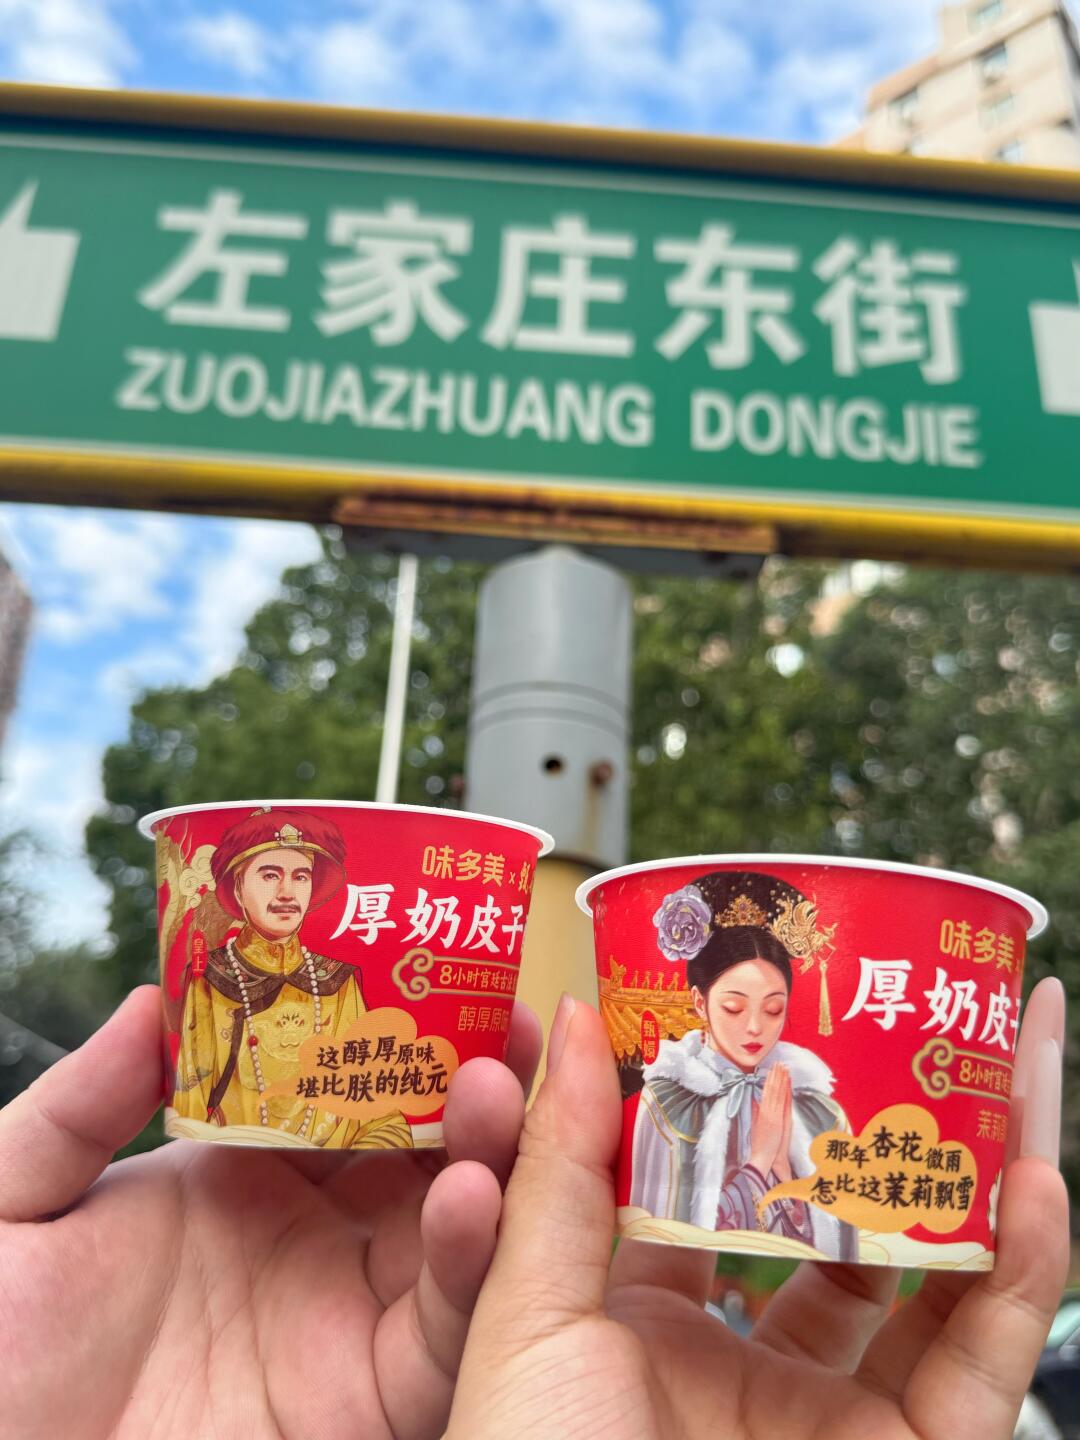 左家庄东街
ZUOJIAZHUANG DONGJIE
味多美×甄
厚奶皮子
8小时宫廷古法
醇厚原味
皇上
这醇厚原味
堪比朕的纯元
味多美
厚奶皮子
8小时宫廷
茉莉
甄嬛
那年杏花微雨
怎比这茉莉飘雪